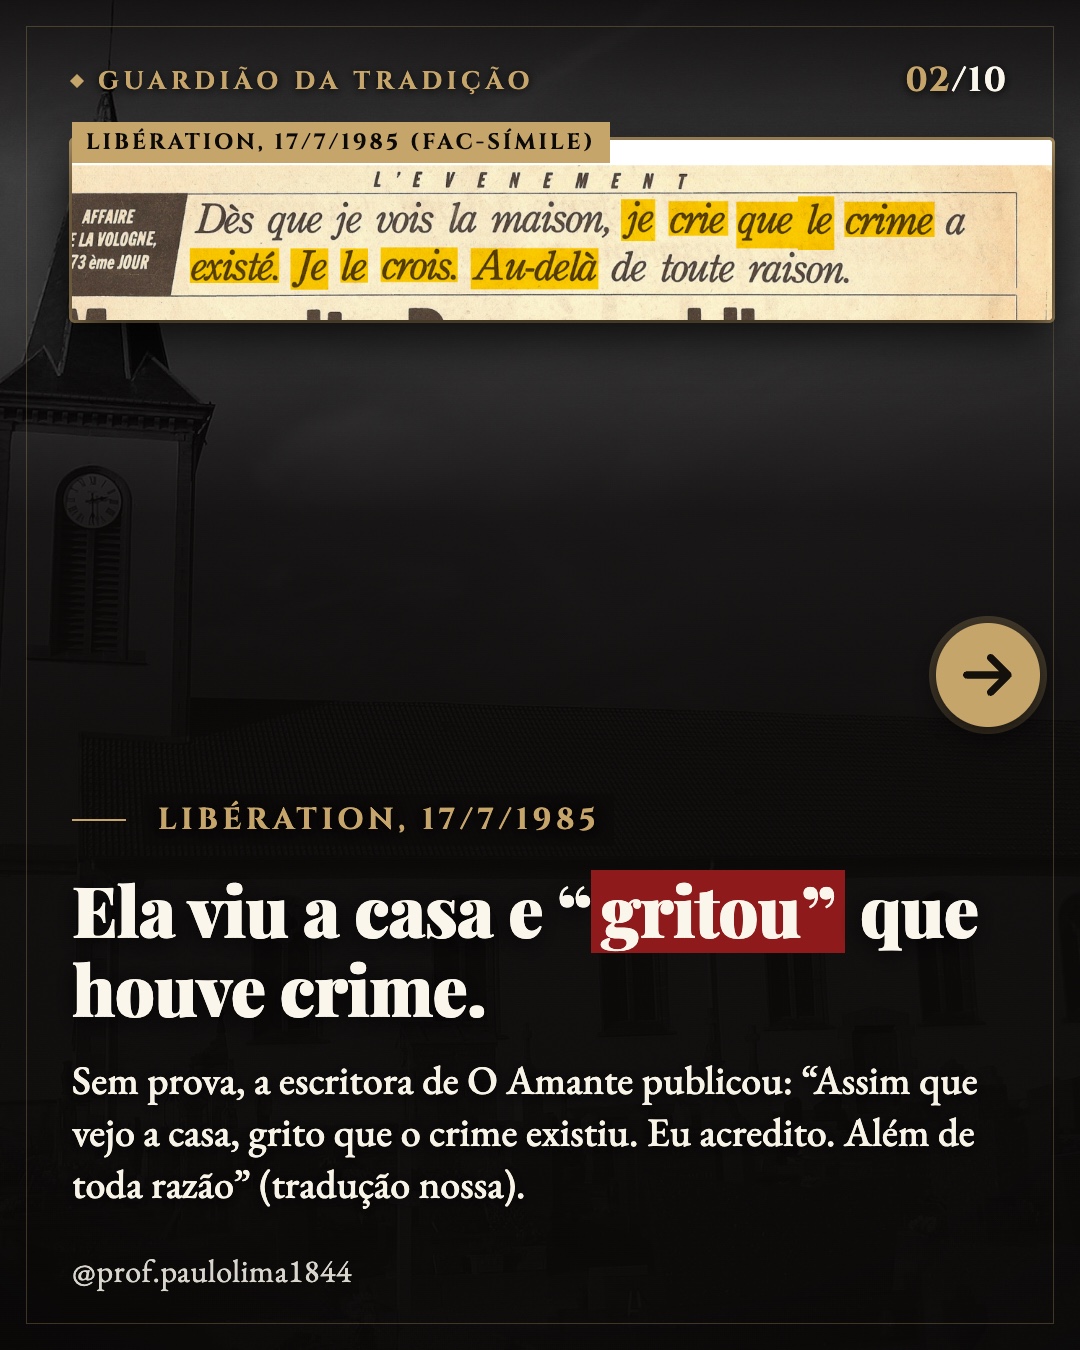 ◆ GUARDIÃO DA TRADIÇÃO
02/10
LIBÉRATION, 17/7/1985 (FAC-SÍMILE)
L'EVENEMENT
AFFAIRE
E LA VOLOGNE,
73 ème JOUR
Dès que je vois la maison, je crie que le crime a
existé. Je le crois. Au-delà de toute raison.
LIBÉRATION, 17/7/1985
Ela viu a casa e “gritou” que
houve crime.
Sem prova, a escritora de O Amante publicou: “Assim que
vejo a casa, grito que o crime existiu. Eu acredito. Além de
toda razão” (tradução nossa).
@prof.paulolima1844